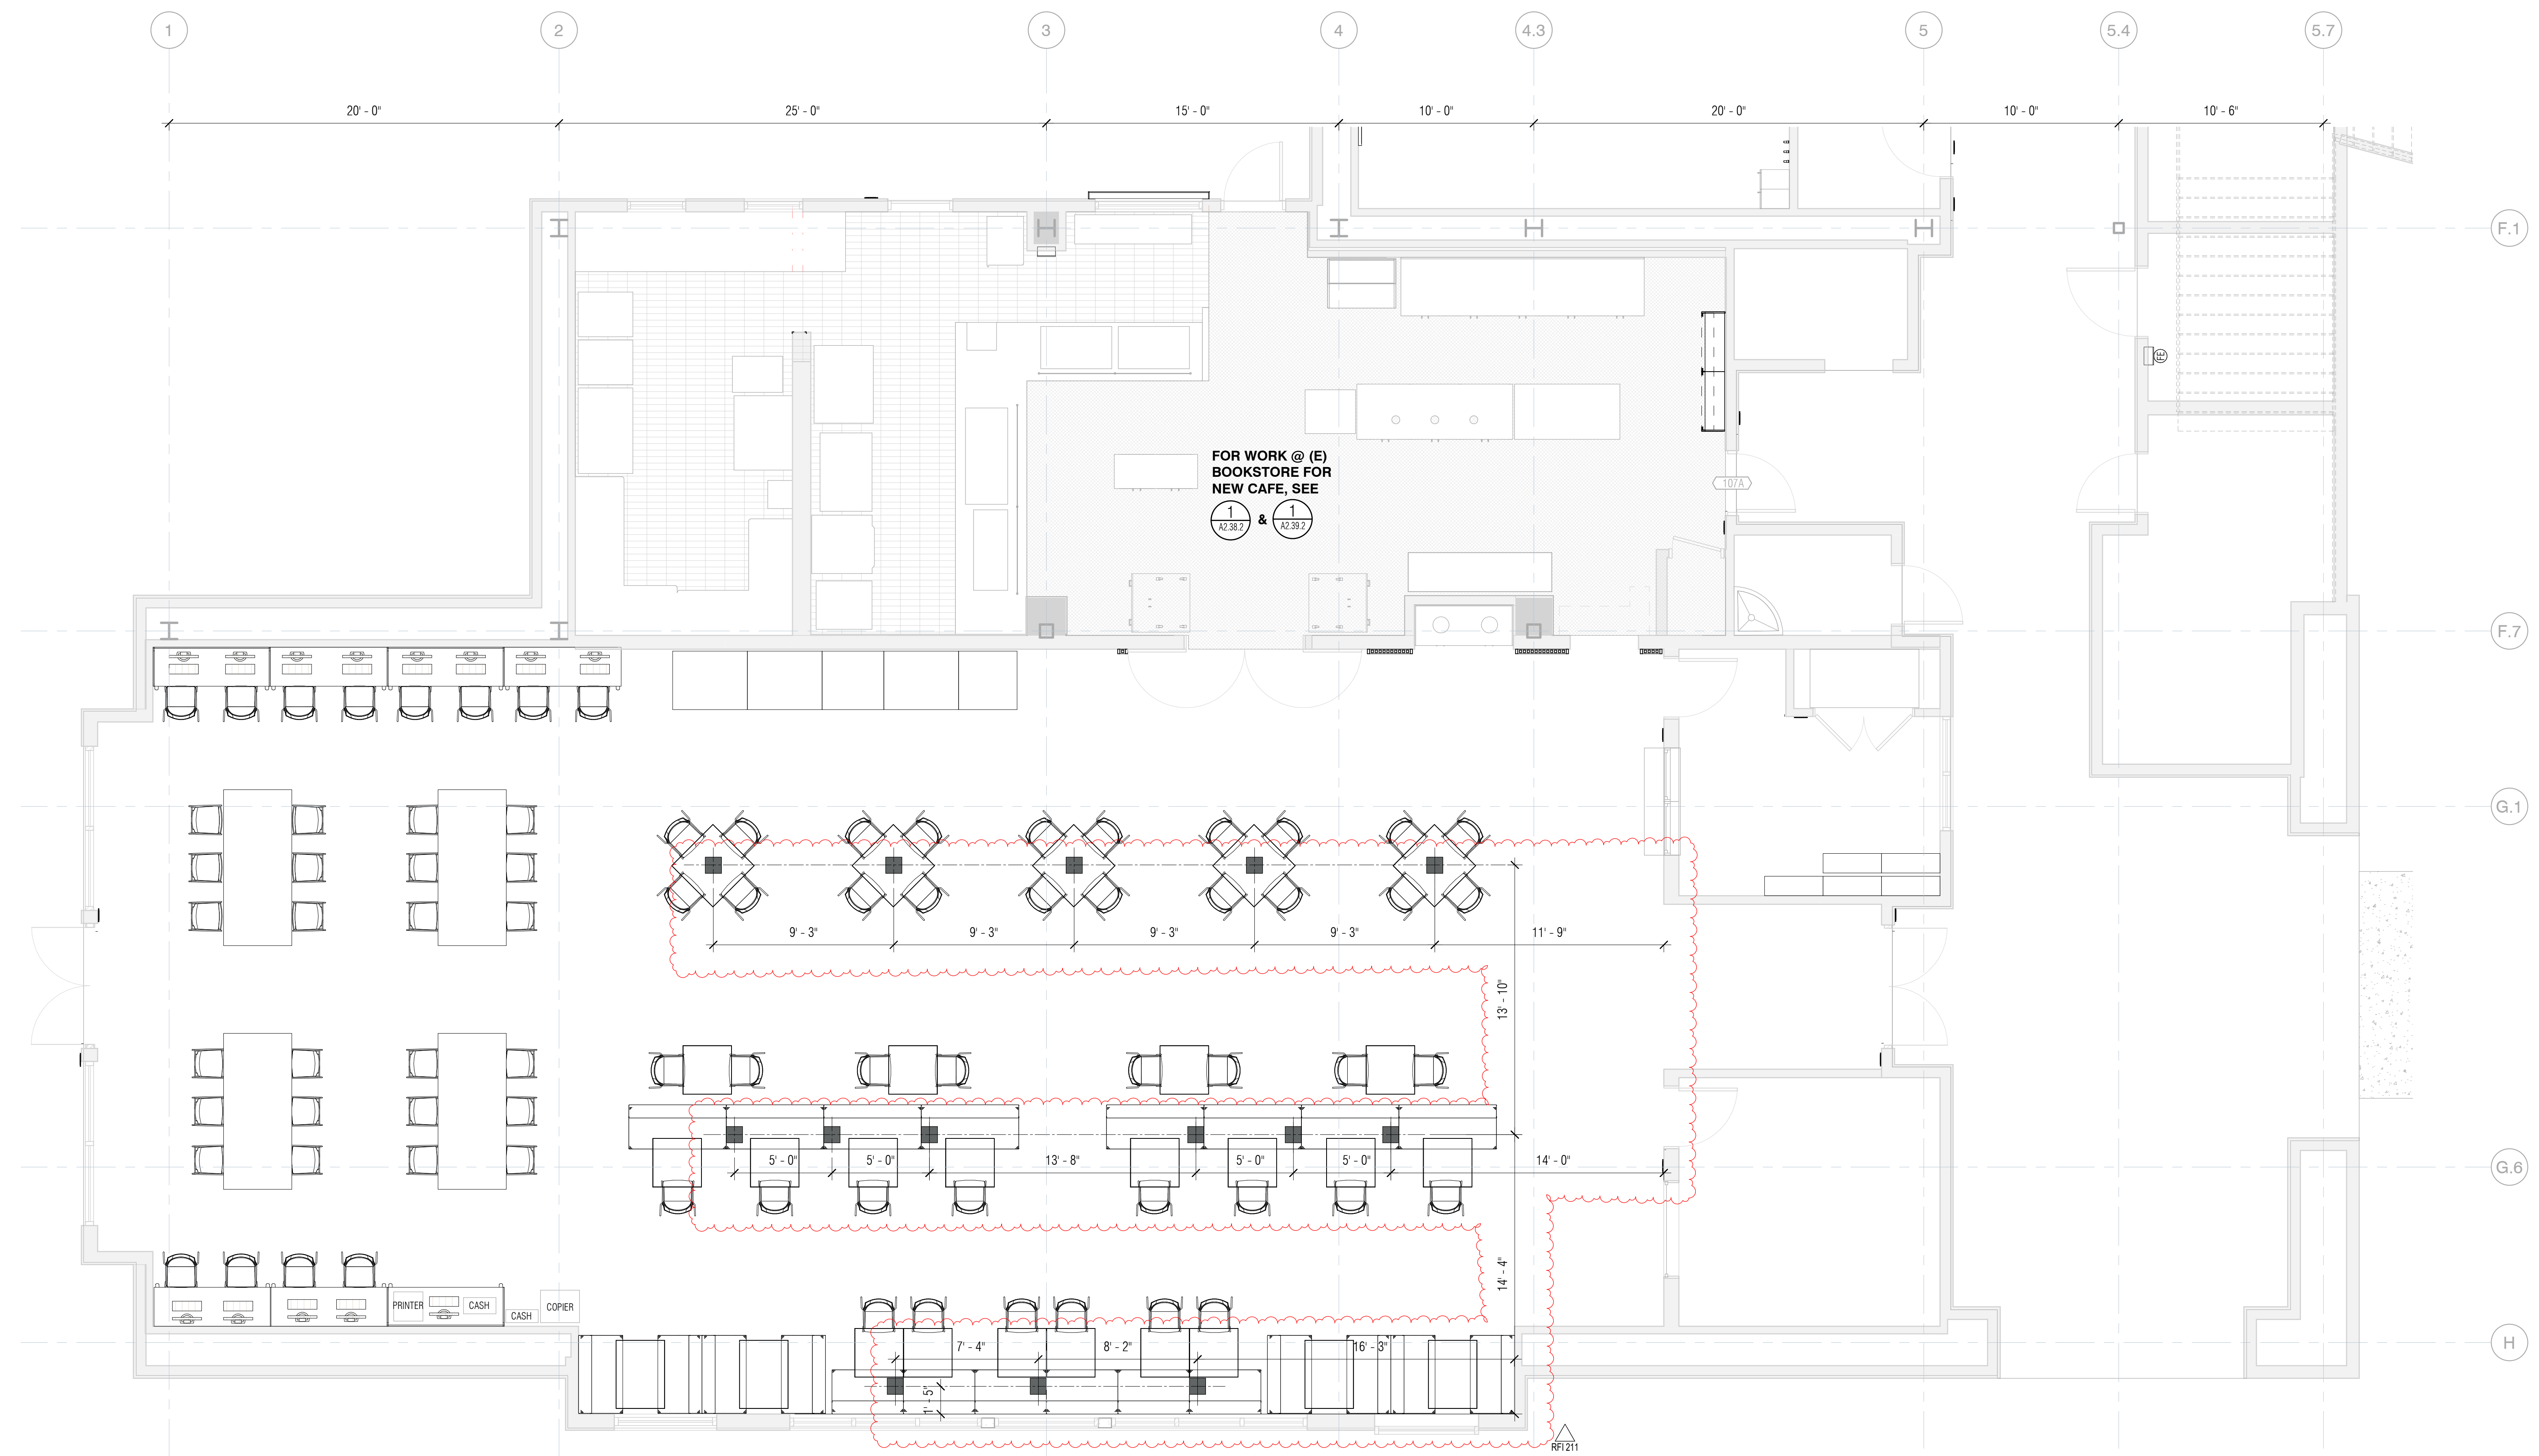 1
2
3
4
4.3
5
5.4
5.7
20' - 0"
25' - 0"
15' - 0"
10' - 0"
20' - 0"
10' - 0"
10' - 6"
F.1
FE
FOR WORK @ (E)
BOOKSTORE FOR
NEW CAFE, SEE
1
A2.38.2
&
1
A2.39.2
107A
F.7
G.1
9' - 3"
9' - 3"
9' - 3"
9' - 3"
11' - 9"
13' - 10"
5' - 0"
5' - 0"
13' - 8"
5' - 0"
5' - 0"
14' - 0"
G.6
14' - 4"
PRINTER
CASH
CASH
COPIER
7' - 4"
8' - 2"
16' - 3"
H
1' - 5"
RFI 211